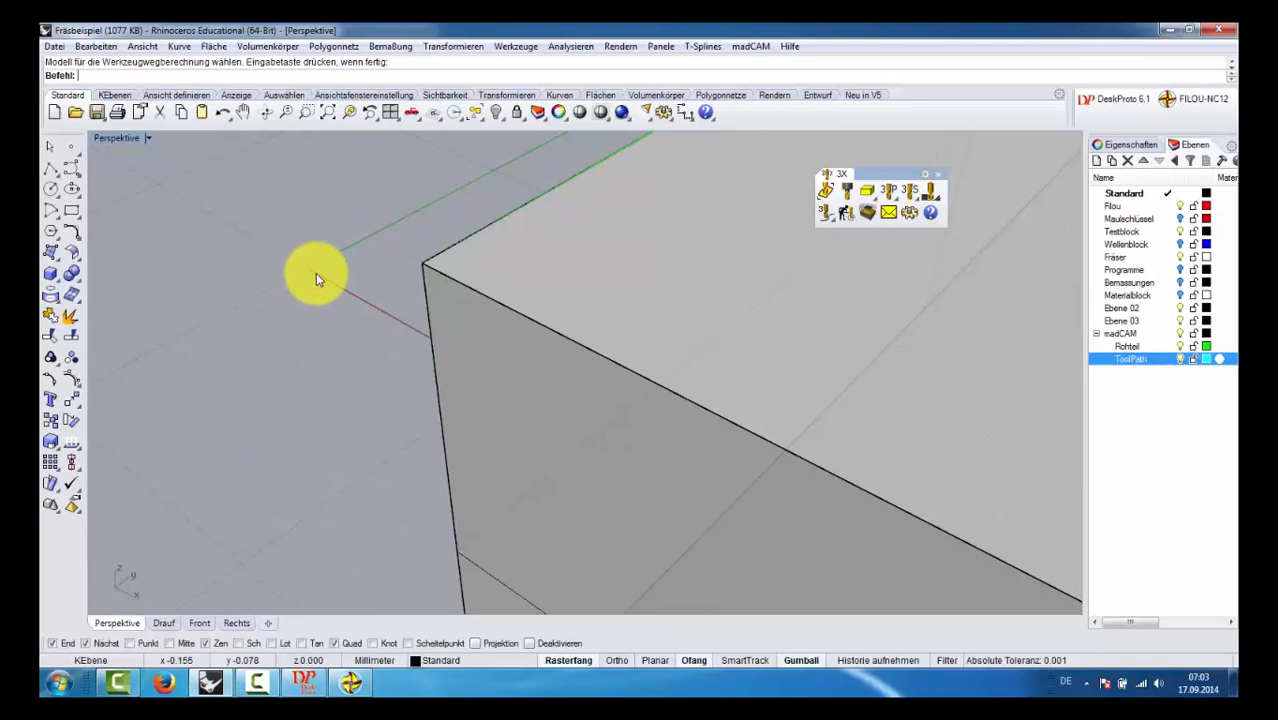 Fräsbeispiel (1077 KB) - Rhinoceros Educational (64-Bit) - [Perspektive]
Datei Bearbeiten Ansicht Kurve Fläche Volumenkörper Polygonnetz Bemaßung Transformieren Werkzeuge Analysieren Rendern Panele T-Splines madCAM Hilfe
Modell für die Werkzeugwegberechnung wählen. Eingabetaste drücken, wenn fertig:
Befehl:
Standard KEbenen Ansicht definieren Anzeige Auswählen Ansichtsfenstereinstellung Sichtbarkeit Transformieren Kurven Flächen Volumenkörper Polygonnetze Rendern Entwurf Neu in V5
DeskProto 6.1 FILOU-NC12
Perspektive
Eigenschaften Ebenen
3X
Name Mater
Standard
Filou
Maulschlüssel
Testblock
Wellenblock
Fräser
Programme
Bemassungen
Materialblock
Ebene 02
Ebene 03
madCAM
Rohteil
ToolPath
z
y
x
Perspektive Drauf Front Rechts
End Nächst Punkt Mitte Zen Sch Lot Tan Quad Knot Scheitelpunkt Projektion Deaktivieren
KEbene x -0.155 y -0.078 z 0.000 Millimeter Standard Rasterfang Ortho Planar Ofang SmartTrack Gumball Historie aufnehmen Filter Absolute Toleranz: 0.001
DE 07:03
17.09.2014